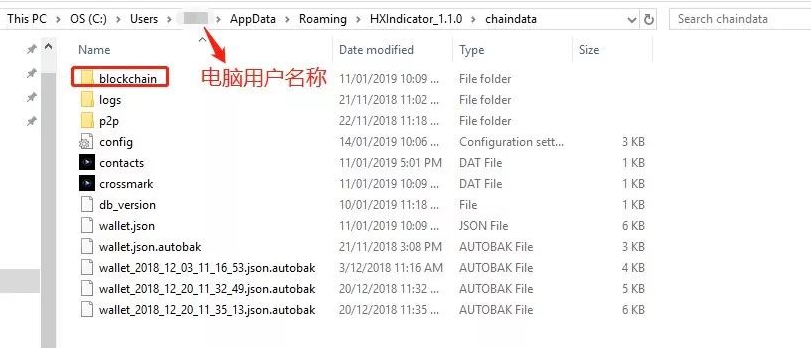 This PC > OS (C:) > Users > > AppData > Roaming > HXIndicator_1.1.0 > chaindata
Search chaindata
Name Date modified Type Size
blockchain 11/01/2019 10:09 ... File folder
电脑用户名称
logs 21/11/2018 11:02 ... File folder
p2p 22/11/2018 11:18 ... File folder
config 14/01/2019 10:06 ... Configuration sett... 3 KB
contacts 11/01/2019 5:01 PM DAT File 1 KB
crossmark 11/01/2019 10:09 ... DAT File 1 KB
db_version 10/01/2019 11:18 ... File 1 KB
wallet.json 11/01/2019 10:09 ... JSON File 6 KB
wallet.json.autobak 21/11/2018 3:08 PM AUTOBAK File 3 KB
wallet_2018_12_03_11_16_53.json.autobak 3/12/2018 11:16 AM AUTOBAK File 4 KB
wallet_2018_12_20_11_32_49.json.autobak 20/12/2018 11:32 ... AUTOBAK File 5 KB
wallet_2018_12_20_11_35_13.json.autobak 20/12/2018 11:35 ... AUTOBAK File 6 KB